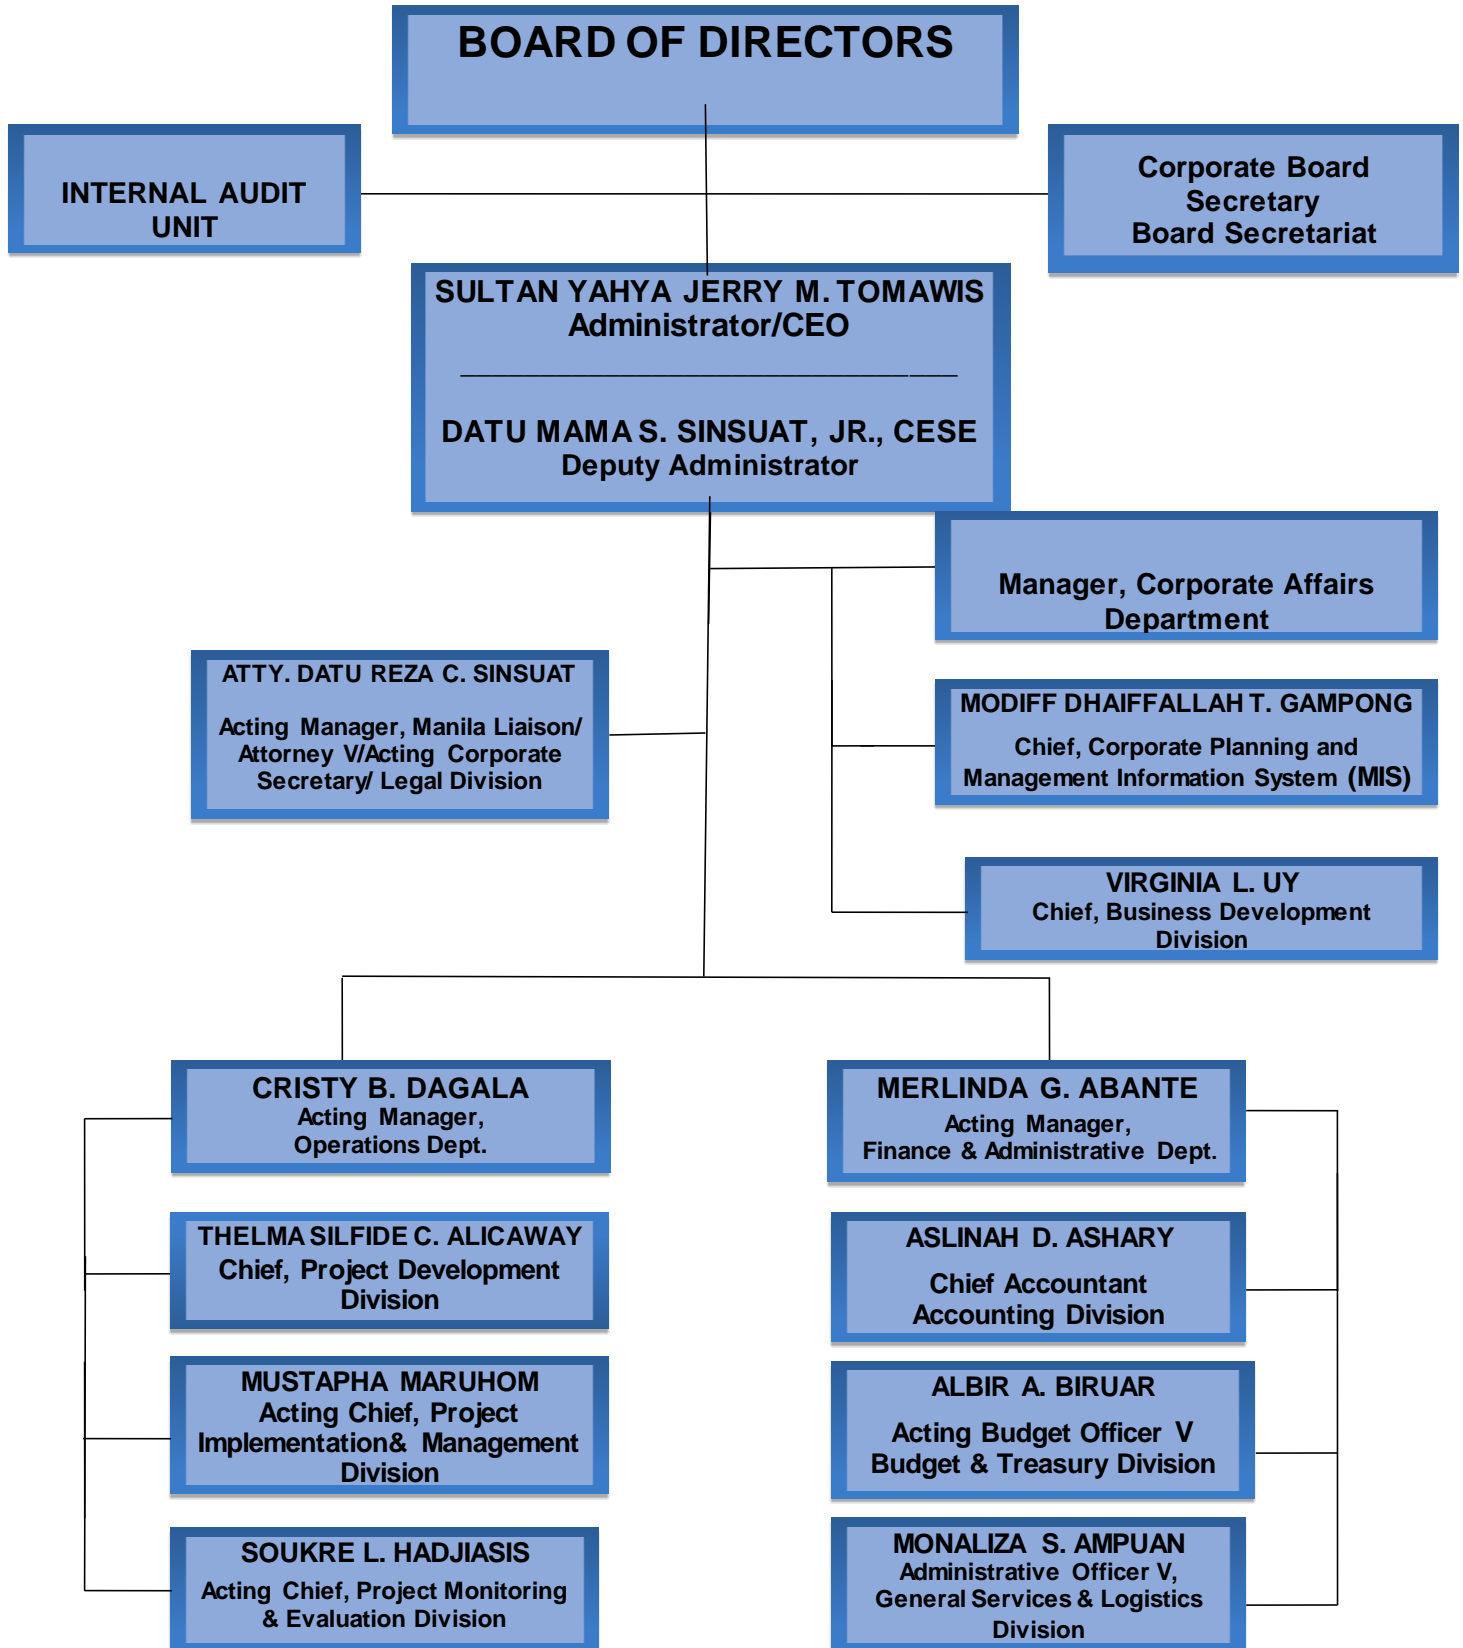 BOARD OF DIRECTORS
INTERNAL AUDIT
UNIT
Corporate Board
Secretary
Board Secretariat
SULTAN YAHYA JERRY M. TOMAWIS
Administrator/CEO
DATU MAMA S. SINSUAT, JR., CESE
Deputy Administrator
Manager, Corporate Affairs
Department
ATTY. DATU REZA C. SINSUAT
Acting Manager, Manila Liaison/
Attorney V/Acting Corporate
Secretary/ Legal Division
MODIFF DHAIFFALLAH T. GAMPONG
Chief, Corporate Planning and
Management Information System (MIS)
VIRGINIA L. UY
Chief, Business Development
Division
CRISTY B. DAGALA
Acting Manager,
Operations Dept.
MERLINDA G. ABANTE
Acting Manager,
Finance & Administrative Dept.
THELMA SILFIDE C. ALICAWAY
Chief, Project Development
Division
ASLINAH D. ASHARY
Chief Accountant
Accounting Division
MUSTAPHA MARUHOM
Acting Chief, Project
Implementation& Management
Division
ALBIR A. BIRUAR
Acting Budget Officer V
Budget & Treasury Division
SOUKRE L. HADJIASIS
Acting Chief, Project Monitoring
& Evaluation Division
MONALIZA S. AMPUAN
Administrative Officer V,
General Services & Logistics
Division